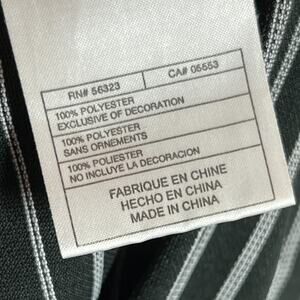 RN# 56323 CA# 05553
100% POLYESTER
EXCLUSIVE OF DECORATION
100% POLYESTER
SANS ORNEMENTS
100% POLIESTER
NO INCLUYE LA DECORACION
FABRIQUE EN CHINE
HECHO EN CHINA
MADE IN CHINA